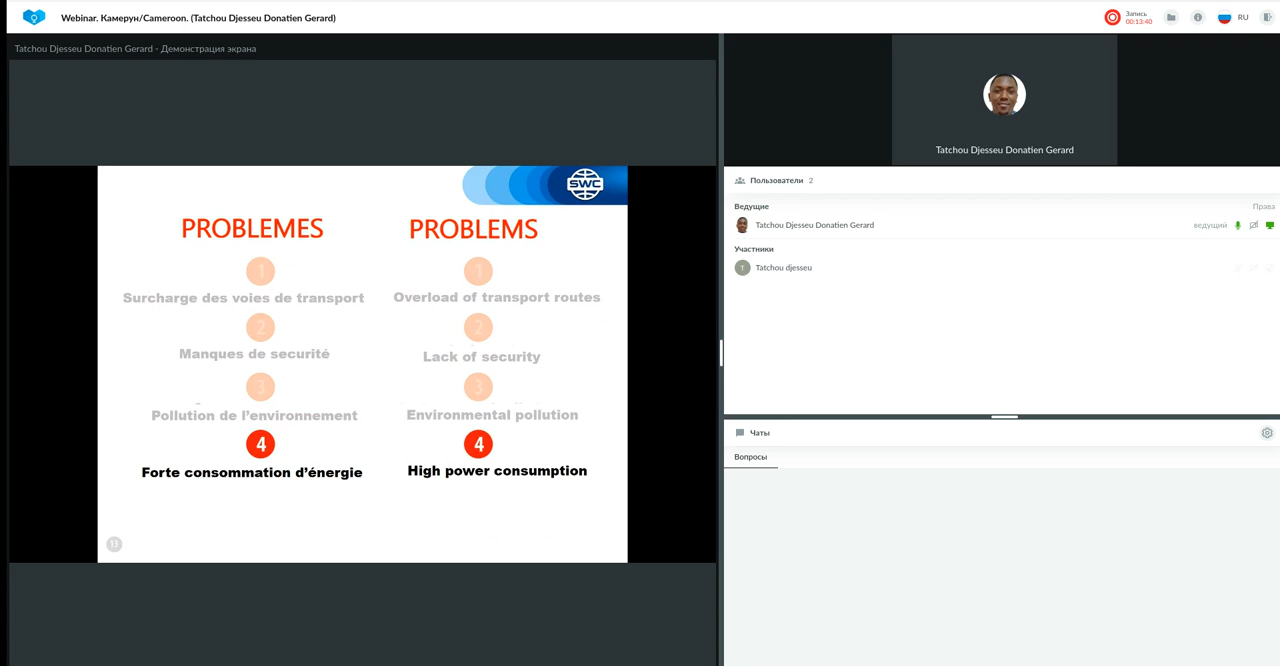 Webinar. Камерун/Cameroon. (Tatchou Djesseu Donatien Gerard)
Запись
00:13:40
RU
Tatchou Djesseu Donatien Gerard - Демонстрация экрана
Tatchou Djesseu Donatien Gerard
SWC
PROBLEMES
1
Surcharge des voies de transport
2
Manques de securité
3
Pollution de l'environnement
4
Forte consommation d'énergie
PROBLEMS
1
Overload of transport routes
2
Lack of security
3
Environmental pollution
4
High power consumption
13
Пользователи 2
Ведущие Права
Tatchou Djesseu Donatien Gerard ведущий
Участники
T Tatchou djesseu
Чаты
Вопросы